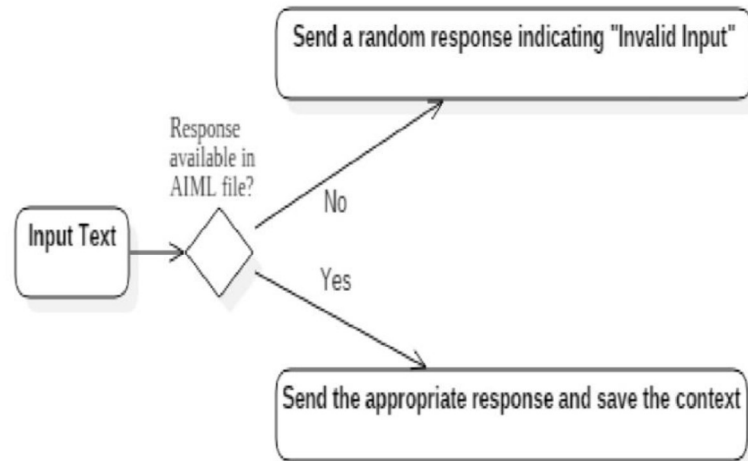 Send a random response indicating "Invalid Input"
Response
available in
AIML file?
No
Input Text
Yes
Send the appropriate response and save the context